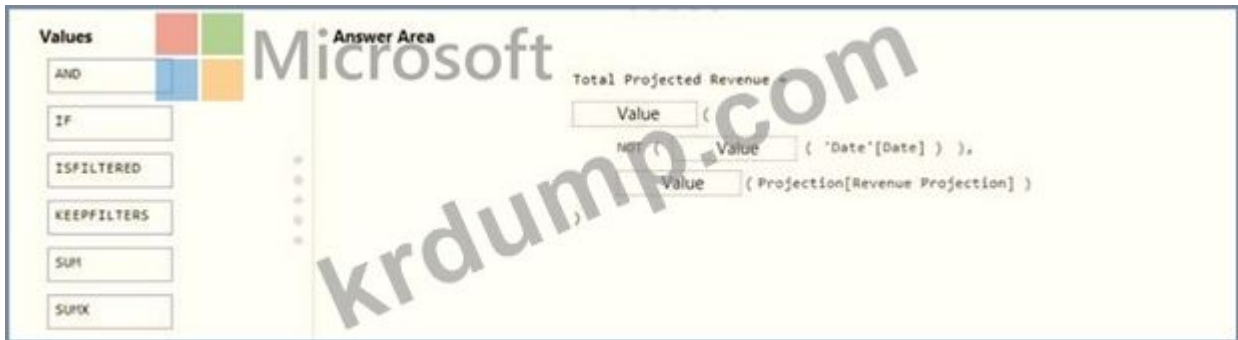 Values
AND
IF
ISFILTERED
KEEPFILTERS
SUM
SUMX
Microsoft
Answer Area
Total Projected Revenue =
Value (
NOT ( Value ( 'Date'[Date] ) ),
Value ( Projection[Revenue Projection] )
)
krdump.com